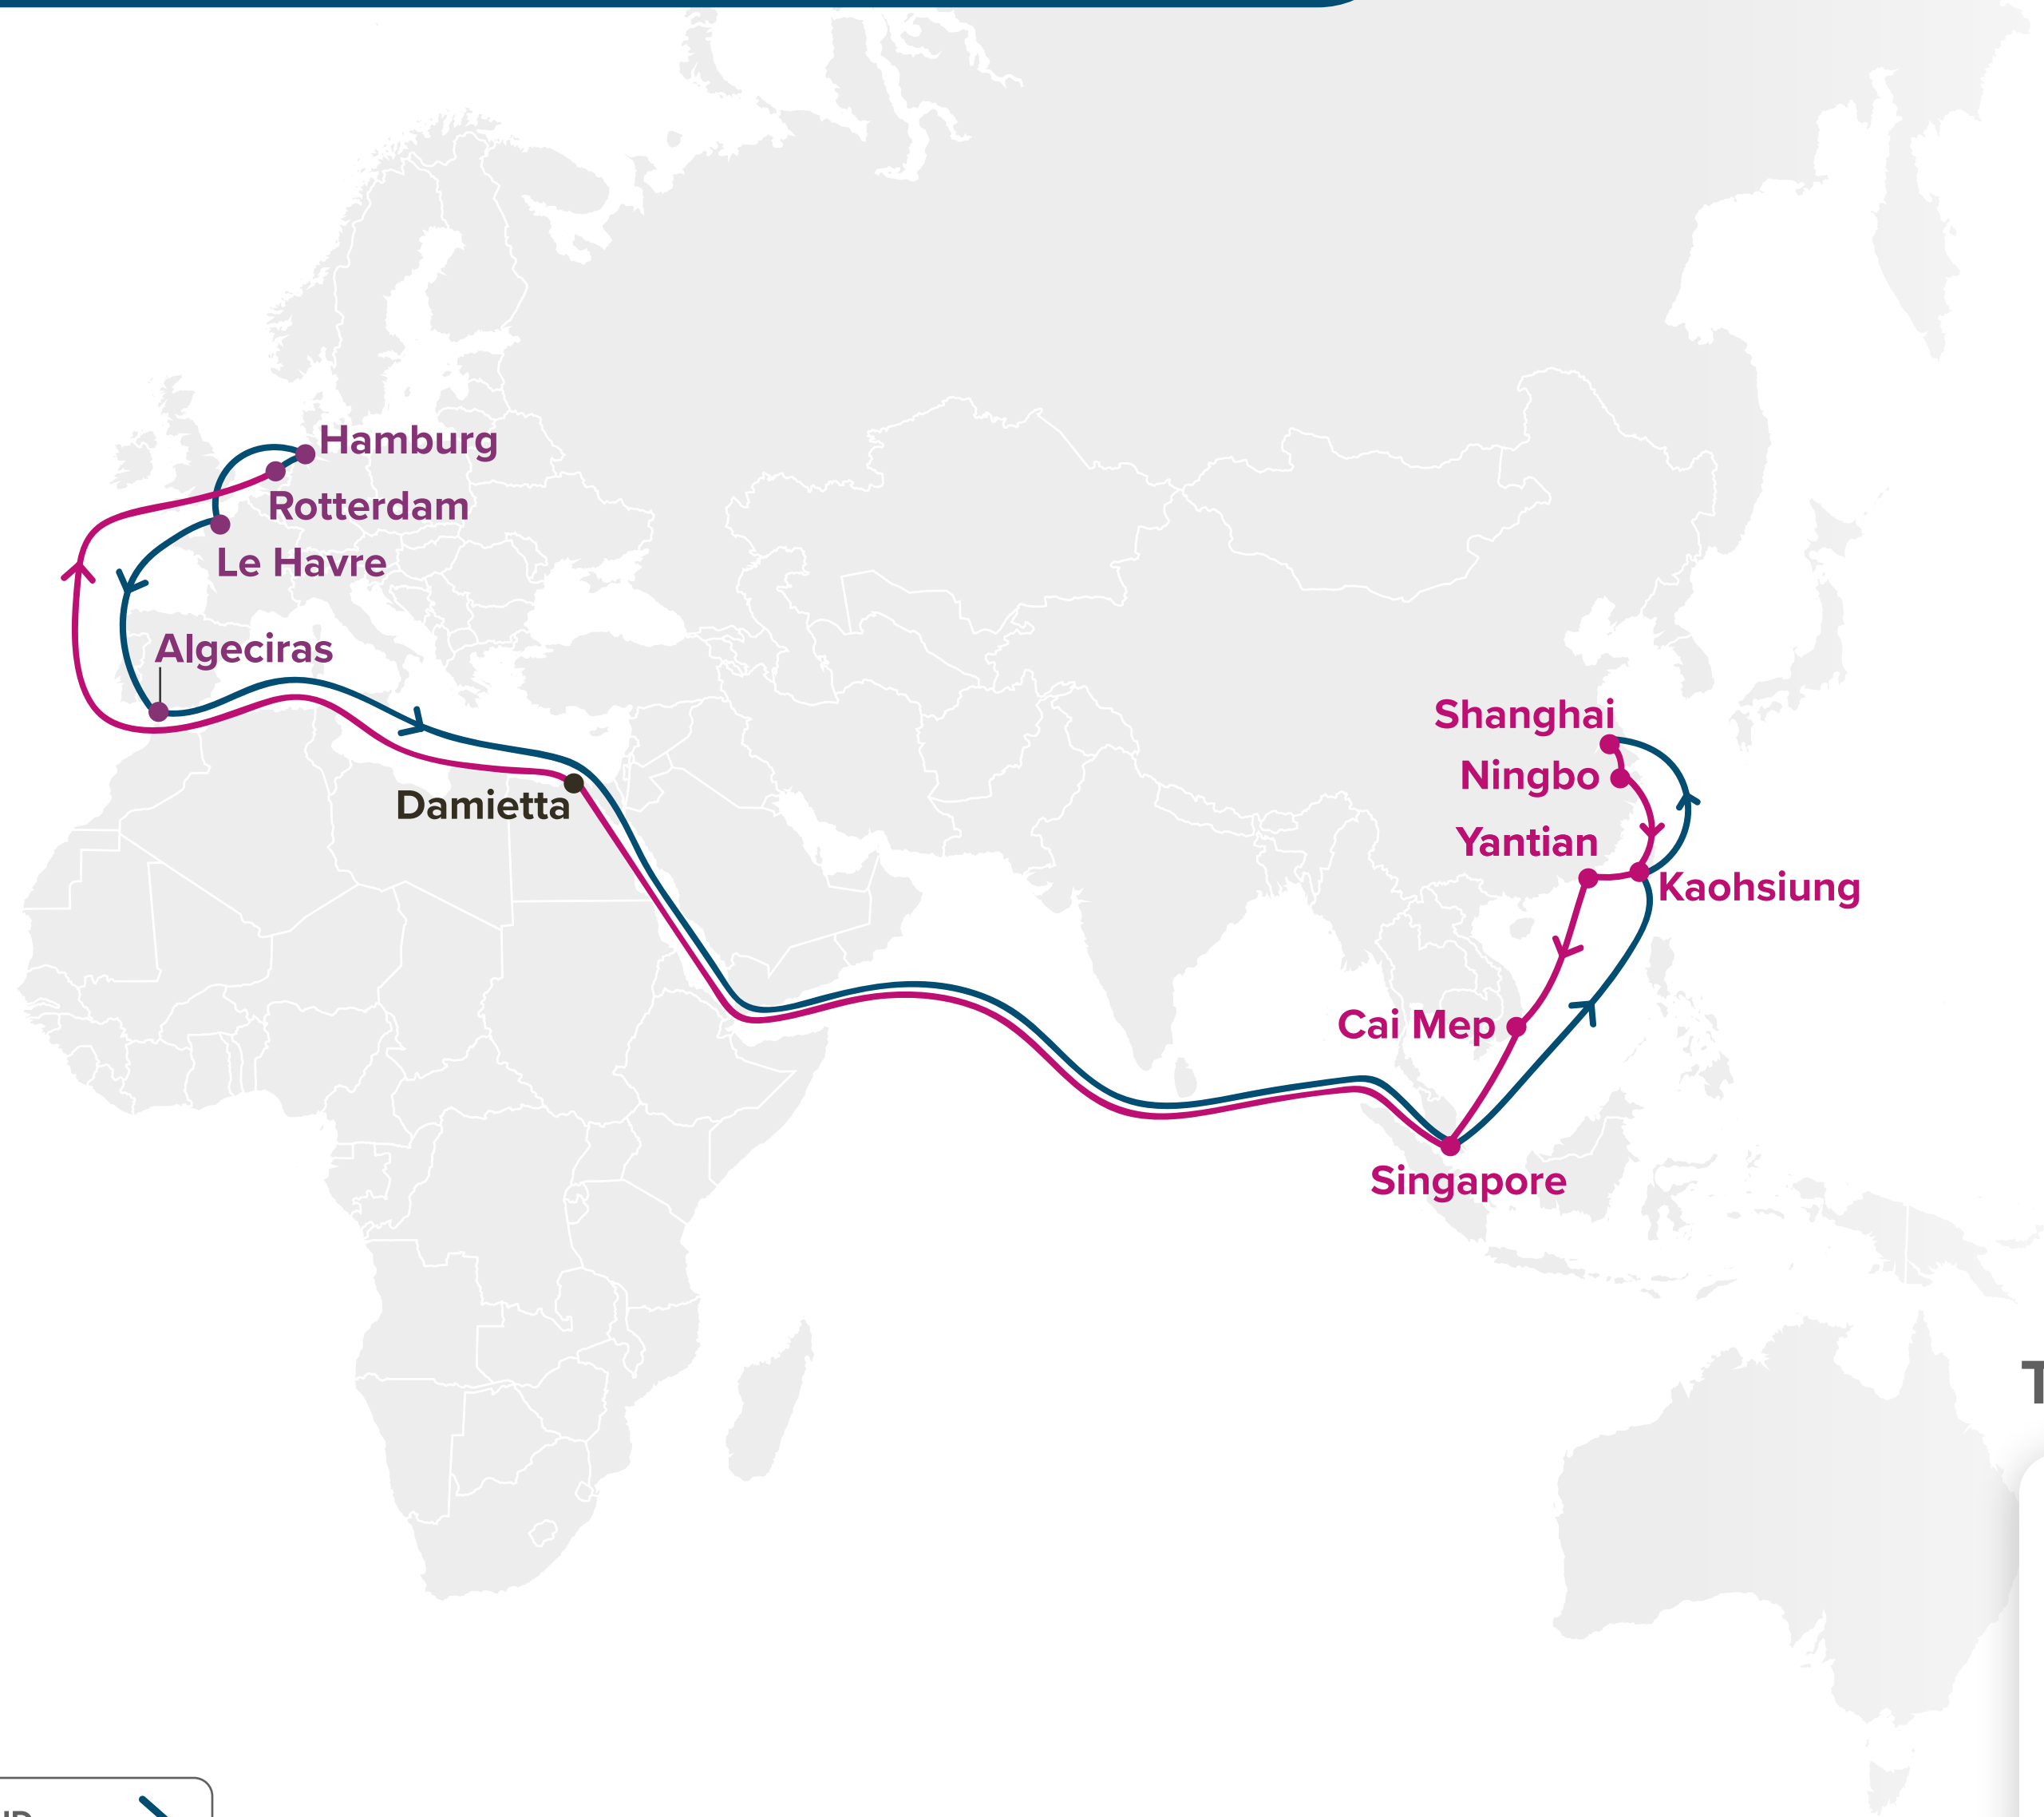 Hamburg
Rotterdam
Le Havre
Algeciras
Shanghai
Ningbo
Damietta
Yantian
Kaohsiung
Cai Mep
Singapore